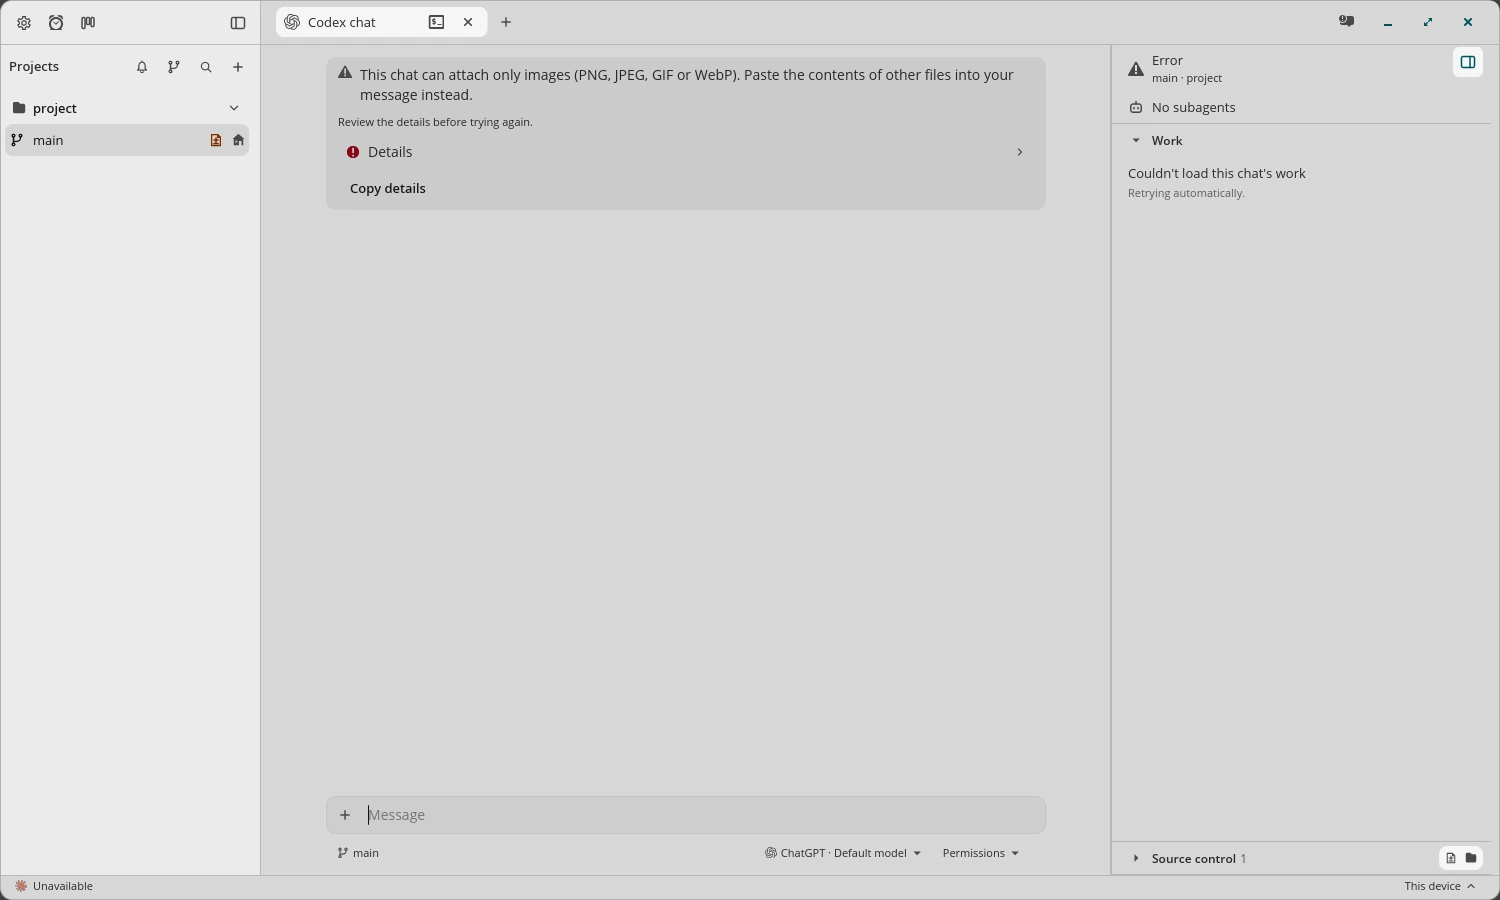 Codex chat
Projects
project
main
This chat can attach only images (PNG, JPEG, GIF or WebP). Paste the contents of other files into your
message instead.
Review the details before trying again.
Details
Copy details
Message
main
ChatGPT · Default model
Permissions
Error
main · project
No subagents
Work
Couldn't load this chat's work
Retrying automatically.
Source control 1
Unavailable
This device